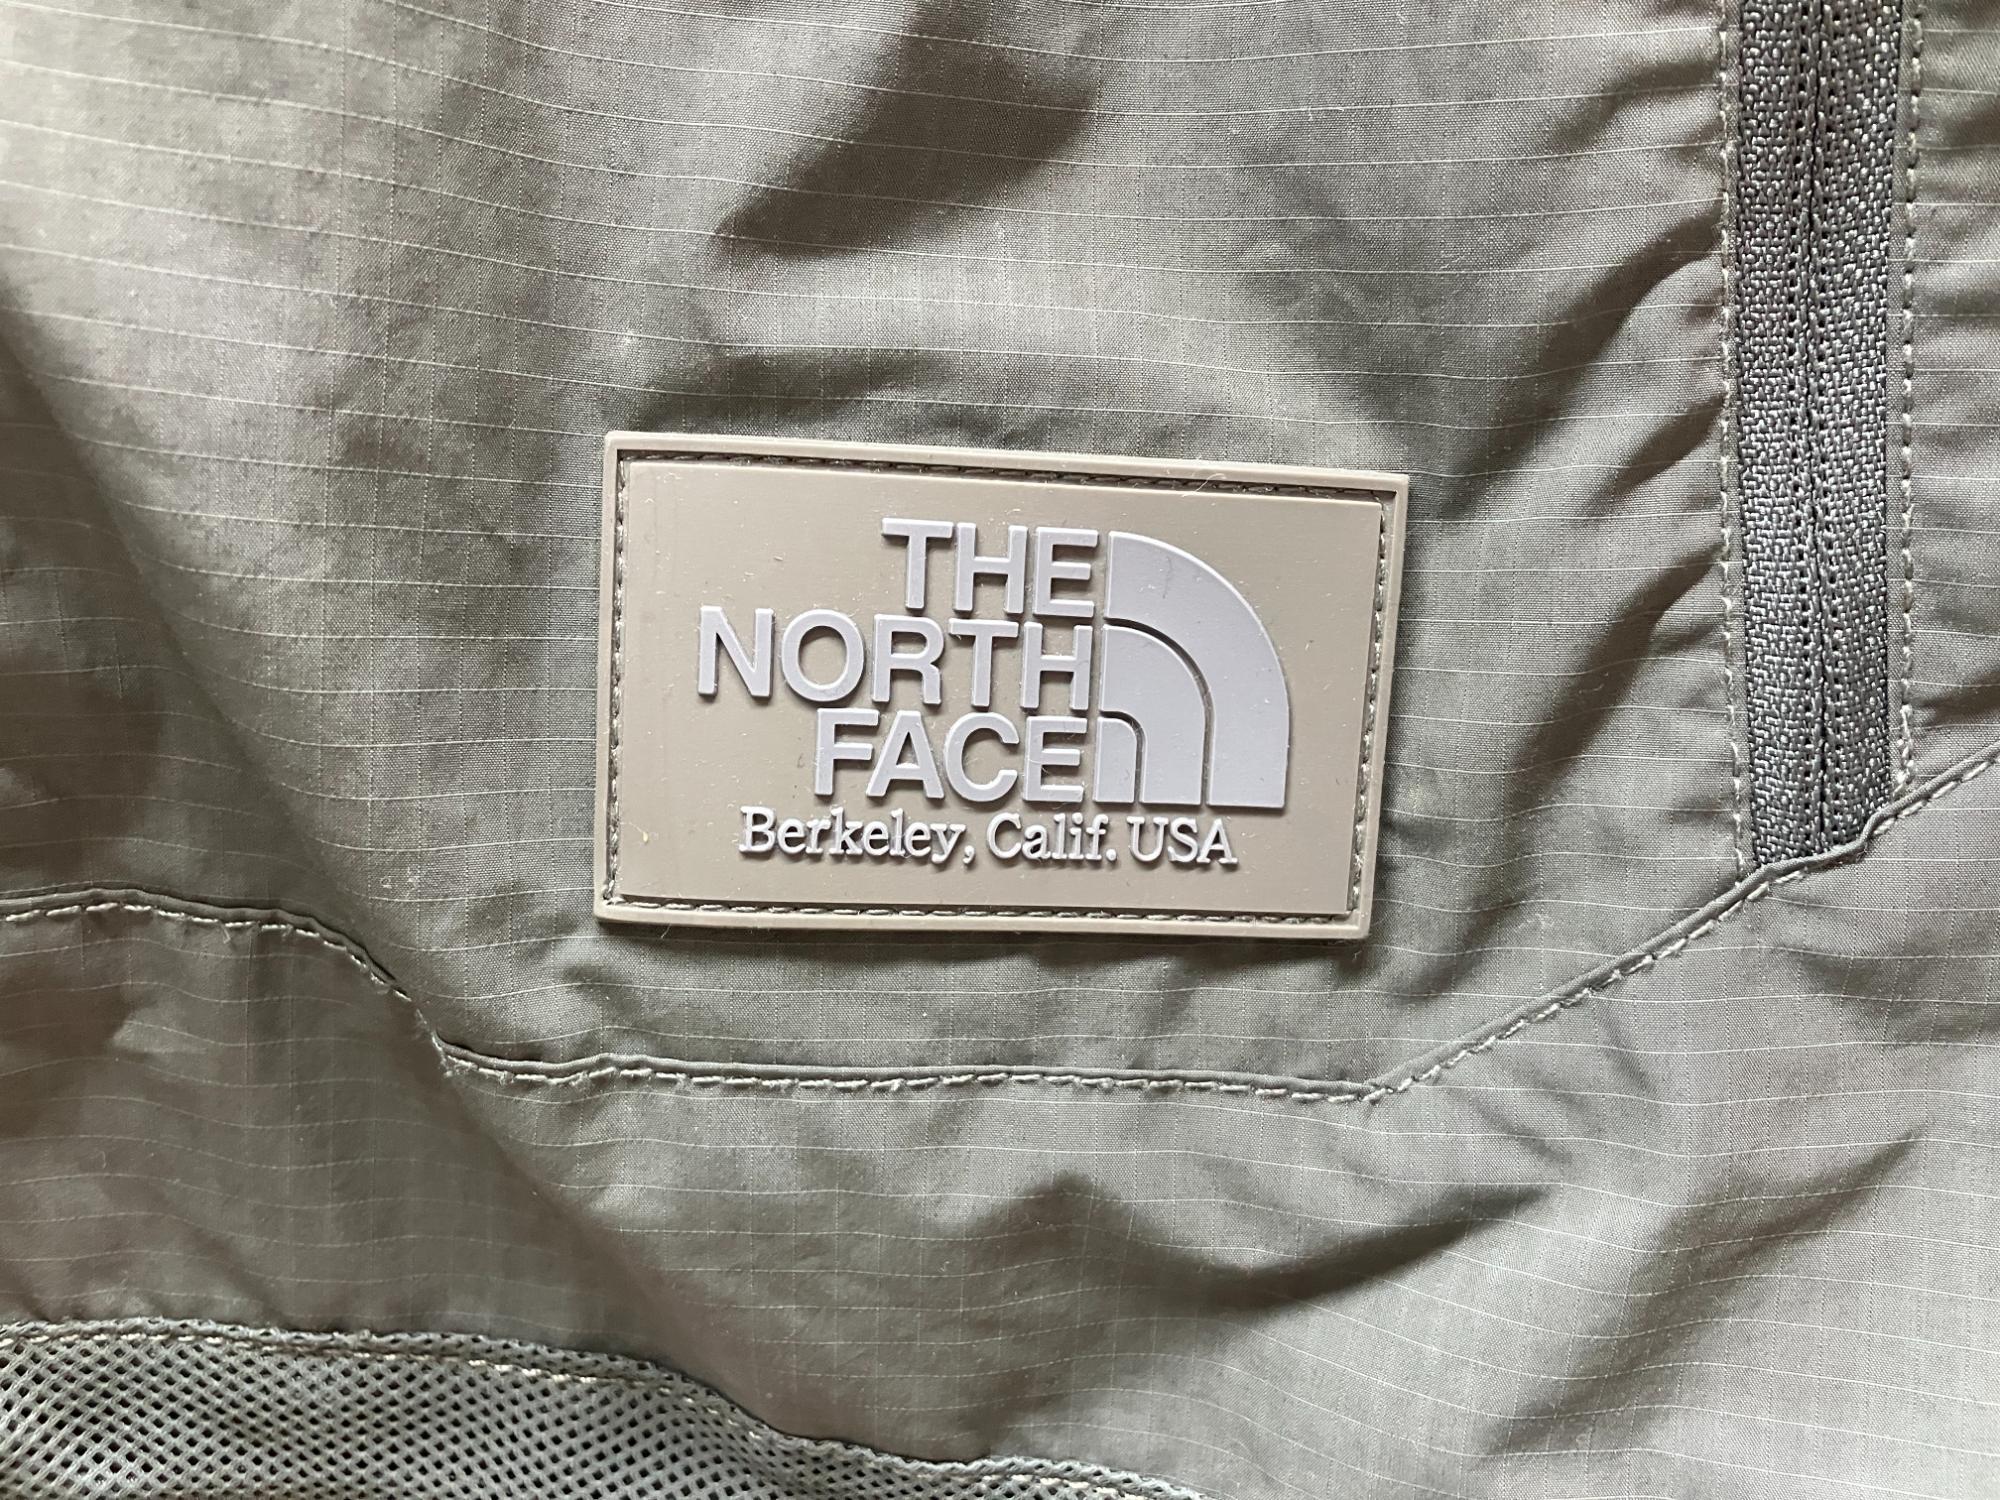 THE
NORTH
FACE
Berkeley, Calif. USA